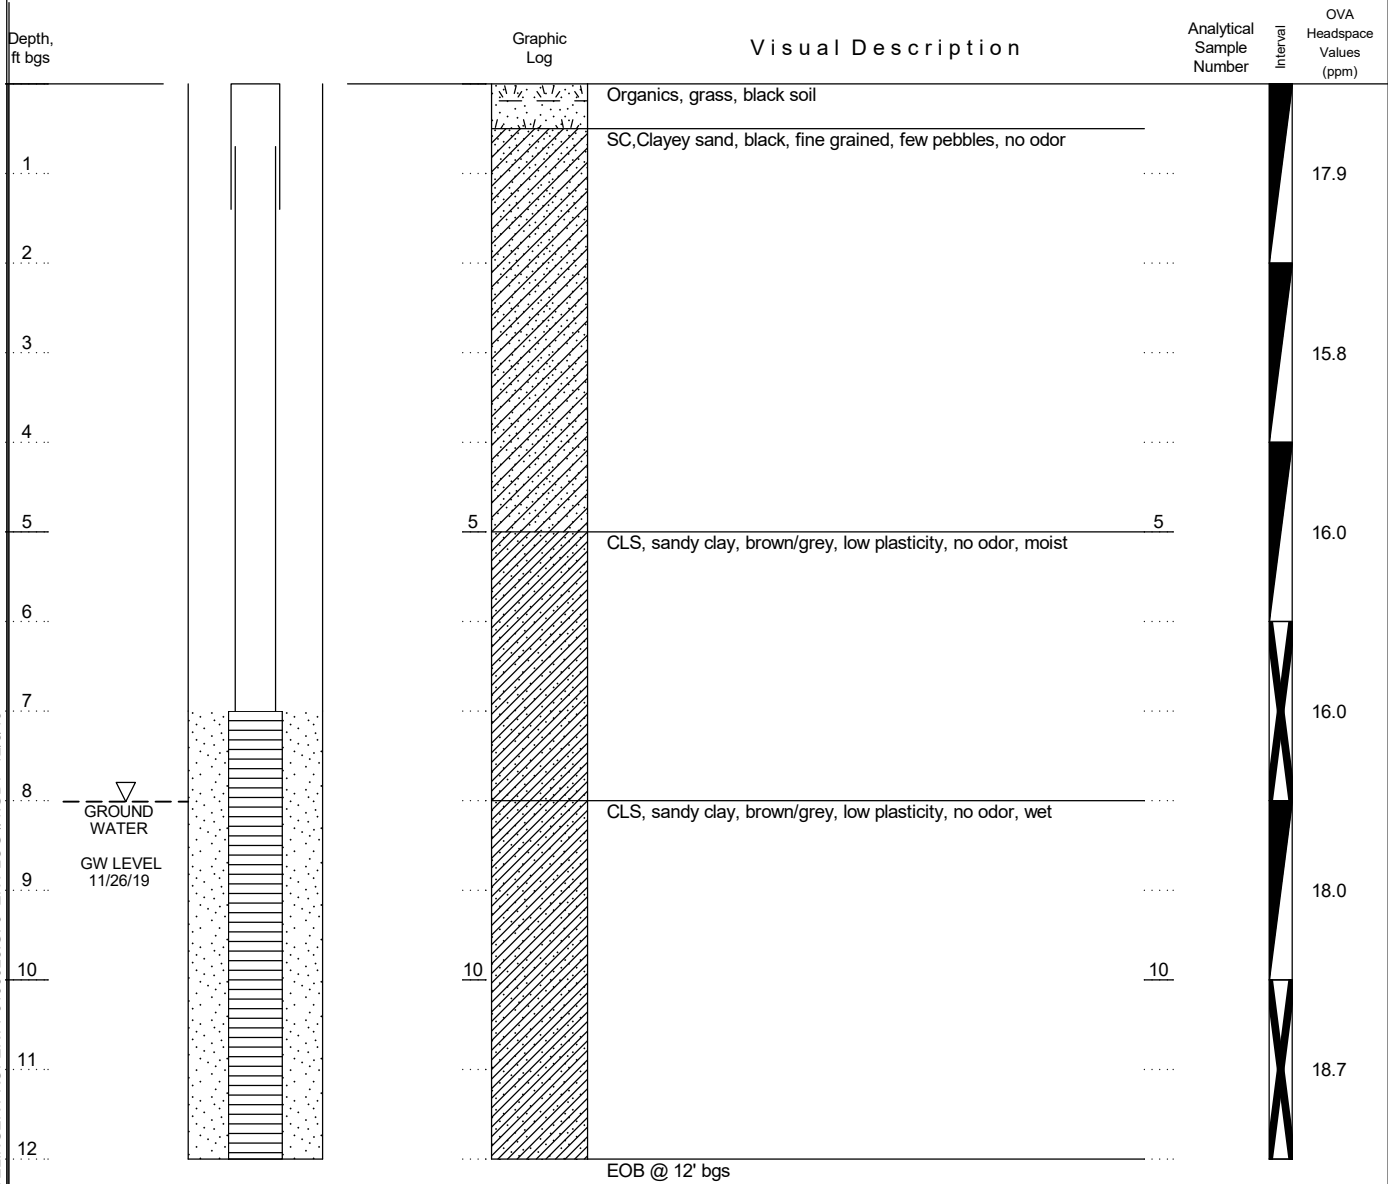 Depth,
ft bgs
Graphic
Log
Visual Description
Analytical
Sample
Number
Interval
OVA
Headspace
Values
(ppm)
Organics, grass, black soil
SC,Clayey sand, black, fine grained, few pebbles, no odor
1
17.9
2
3
15.8
4
5
5
5
16.0
CLS, sandy clay, brown/grey, low plasticity, no odor, moist
6
7
16.0
8
GROUND
WATER
CLS, sandy clay, brown/grey, low plasticity, no odor, wet
GW LEVEL
11/26/19
9
18.0
10
10
10
11
18.7
12
EOB @ 12' bgs